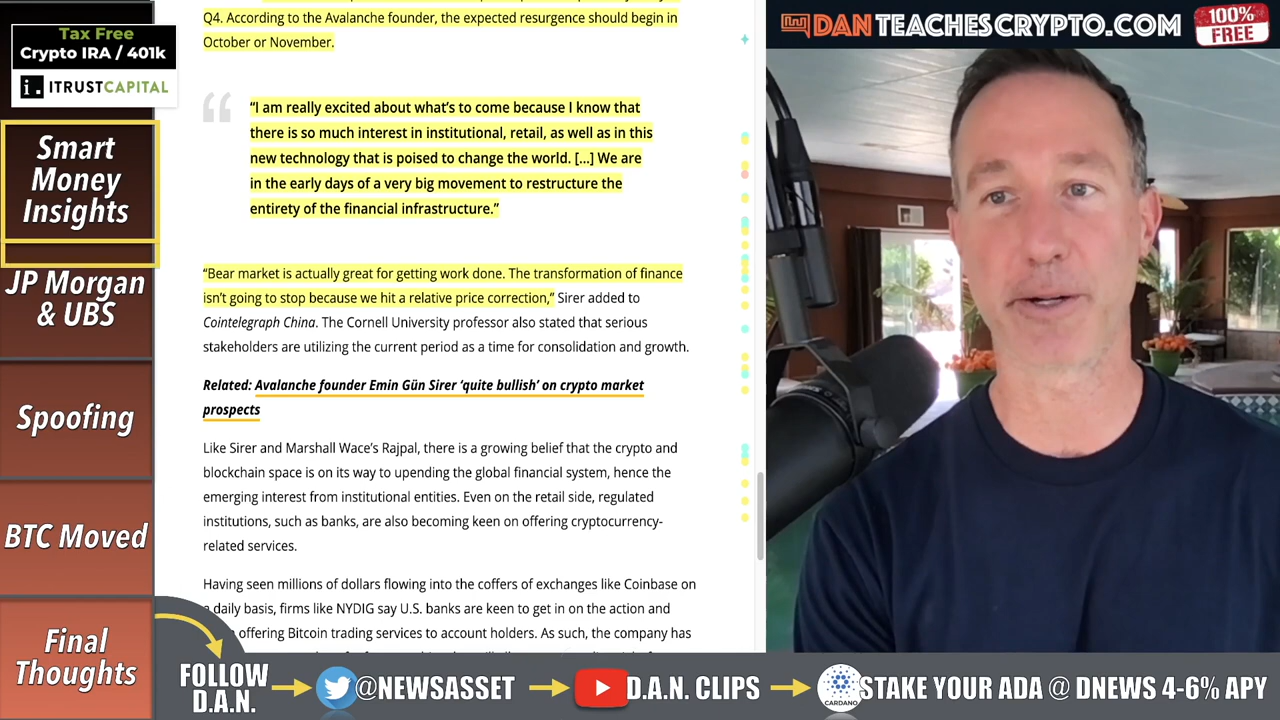 Tax Free
Crypto IRA / 401k
i. ITRUSTCAPITAL
Smart
Money
Insights
JP Morgan
& UBS
Spoofing
BTC Moved
Final
Thoughts
Q4. According to the Avalanche founder, the expected resurgence should begin in
October or November.
“I am really excited about what’s to come because I know that
there is so much interest in institutional, retail, as well as in this
new technology that is poised to change the world. [...] We are
in the early days of a very big movement to restructure the
entirety of the financial infrastructure.”
“Bear market is actually great for getting work done. The transformation of finance
isn’t going to stop because we hit a relative price correction,” Sirer added to
Cointelegraph China. The Cornell University professor also stated that serious
stakeholders are utilizing the current period as a time for consolidation and growth.
Related: Avalanche founder Emin Gün Sirer ‘quite bullish’ on crypto market
prospects
Like Sirer and Marshall Wace’s Rajpal, there is a growing belief that the crypto and
blockchain space is on its way to upending the global financial system, hence the
emerging interest from institutional entities. Even on the retail side, regulated
institutions, such as banks, are also becoming keen on offering cryptocurrency-
related services.
Having seen millions of dollars flowing into the coffers of exchanges like Coinbase on
a daily basis, firms like NYDIG say U.S. banks are keen to get in on the action and
offering Bitcoin trading services to account holders. As such, the company has
DANTEACHESCRYPTO.COM
100%
FREE
FOLLOW
D.A.N.
@NEWSASSET
D.A.N. CLIPS
CARDANO
STAKE YOUR ADA @ DNEWS 4-6% APY